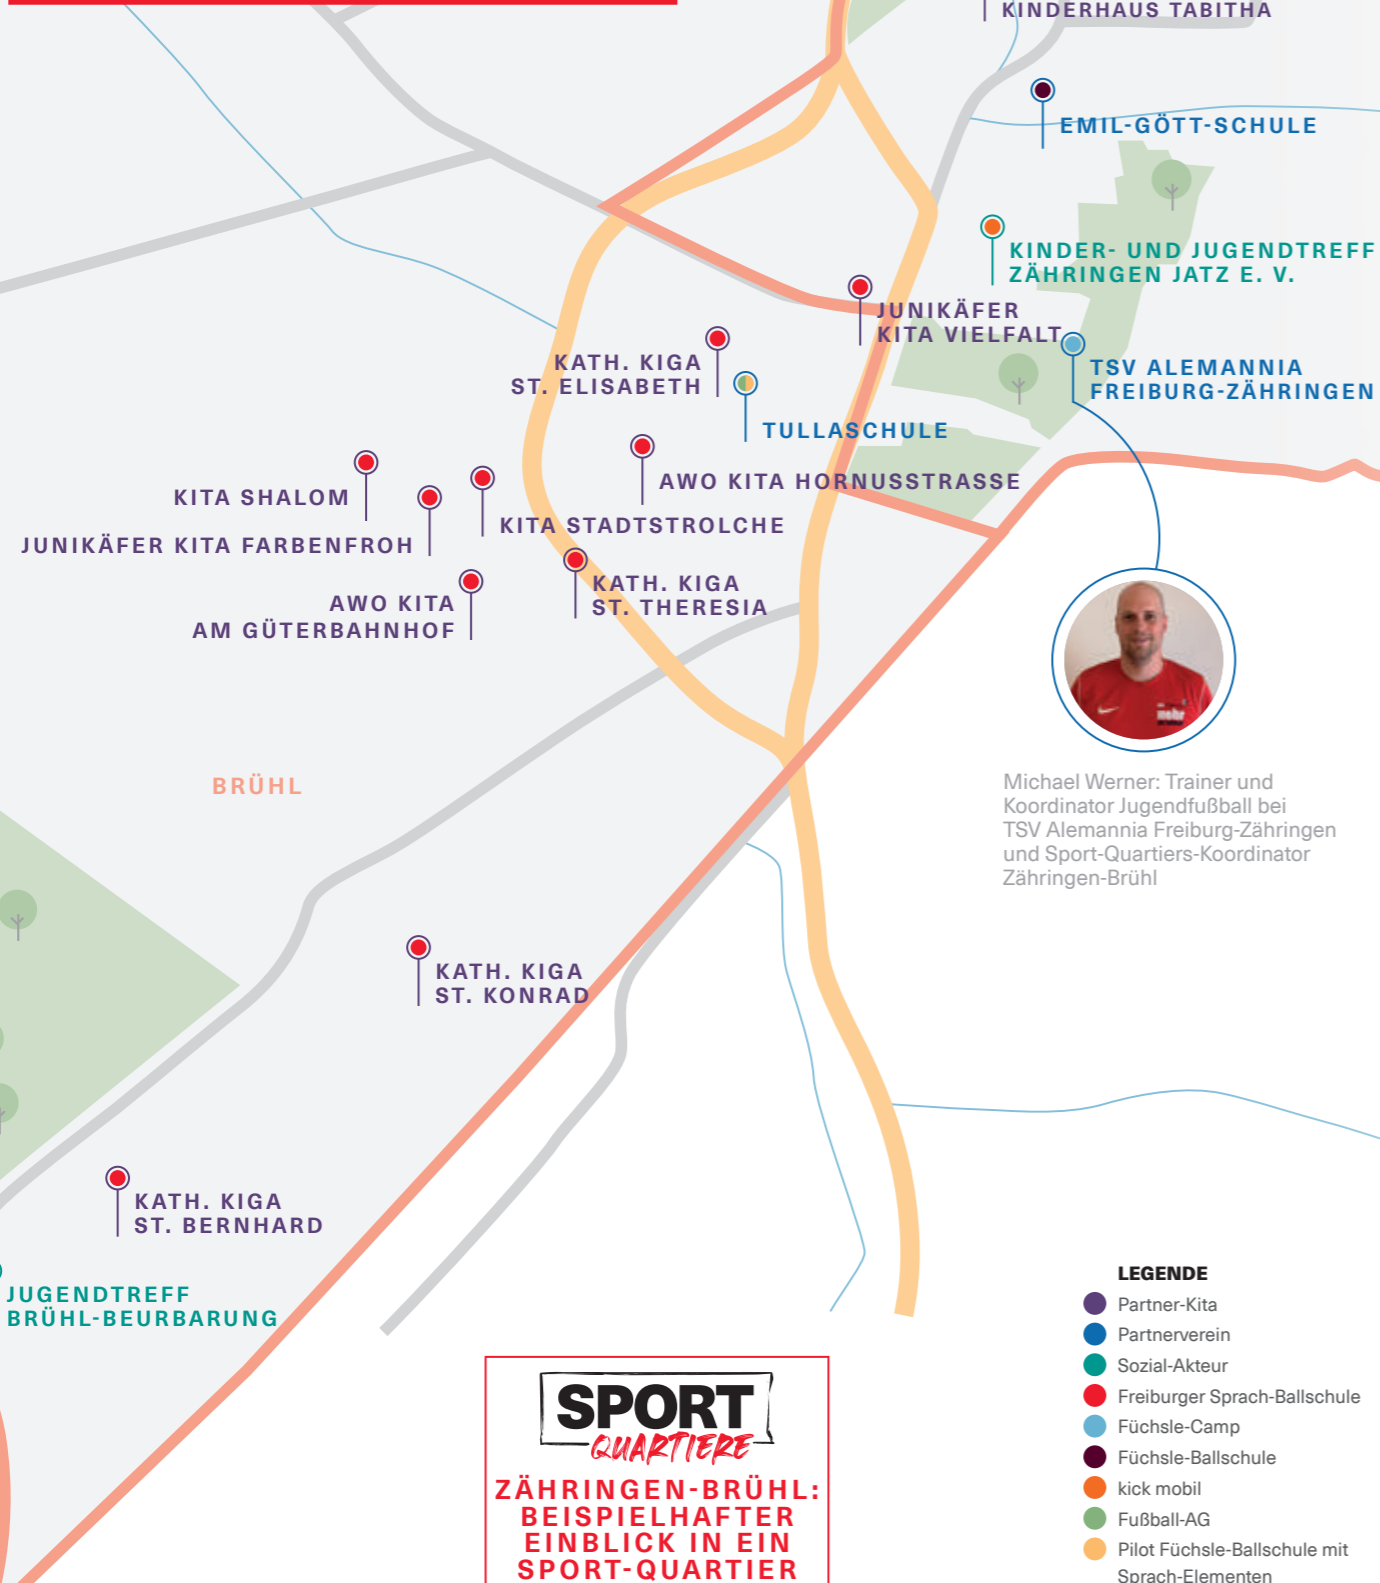 KINDERHAUS TABITHA
EMIL-GÖTT-SCHULE
KINDER- UND JUGENDTREFF
ZÄHRINGEN JATZ E. V.
JUNIKÄFER
KITA VIELFALT
KATH. KIGA
ST. ELISABETH
TSV ALEMANNIA
FREIBURG-ZÄHRINGEN
TULLASCHULE
AWO KITA HORNUSSTRASSE
KITA SHALOM
KITA STADTSTROLCHE
JUNIKÄFER KITA FARBENFROH
KATH. KIGA
ST. THERESIA
AWO KITA
AM GÜTERBAHNHOF
BRÜHL
Michael Werner: Trainer und
Koordinator Jugendfußball bei
TSV Alemannia Freiburg-Zähringen
und Sport-Quartiers-Koordinator
Zähringen-Brühl
KATH. KIGA
ST. KONRAD
KATH. KIGA
ST. BERNHARD
JUGENDTREFF
BRÜHL-BEURBARUNG
SPORT
QUARTIERE
ZÄHRINGEN-BRÜHL:
BEISPIELHAFTER
EINBLICK IN EIN
SPORT-QUARTIER
LEGENDE
Partner-Kita
Partnerverein
Sozial-Akteur
Freiburger Sprach-Ballschule
Füchsle-Camp
Füchsle-Ballschule
kick mobil
Fußball-AG
Pilot Füchsle-Ballschule mit
Sprach-Elementen